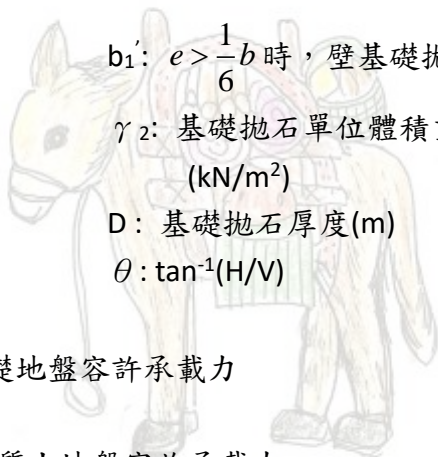 b₁′: e > 1/6 b 時，壁基礎拋
γ ₂: 基礎拋石單位體積
(kN/m²)
D : 基礎拋石厚度(m)
θ : tan⁻¹(H/V)
礎地盤容許承載力